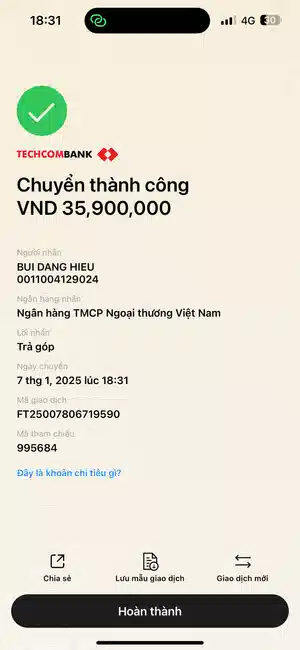 18:31
4G
30
TECHCOMBANK
Chuyển thành công
VND 35,900,000
Người nhận
BUI DANG HIEU
0011004129024
Ngân hàng nhận
Ngân hàng TMCP Ngoại thương Việt Nam
Lời nhắn
Trả góp
Ngày chuyển
7 thg 1, 2025 lúc 18:31
Mã giao dịch
FT25007806719590
Mã tham chiếu
995684
Đây là khoản chi tiêu gì?
Chia sẻ
Lưu mẫu giao dịch
Giao dịch mới
Hoàn thành